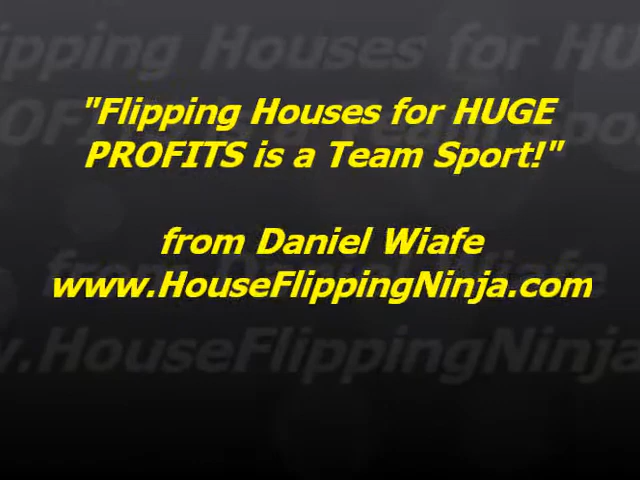 "Flipping Houses for HUGE
PROFITS is a Team Sport!"
from Daniel Wiafe
www.HouseFlippingNinja.com